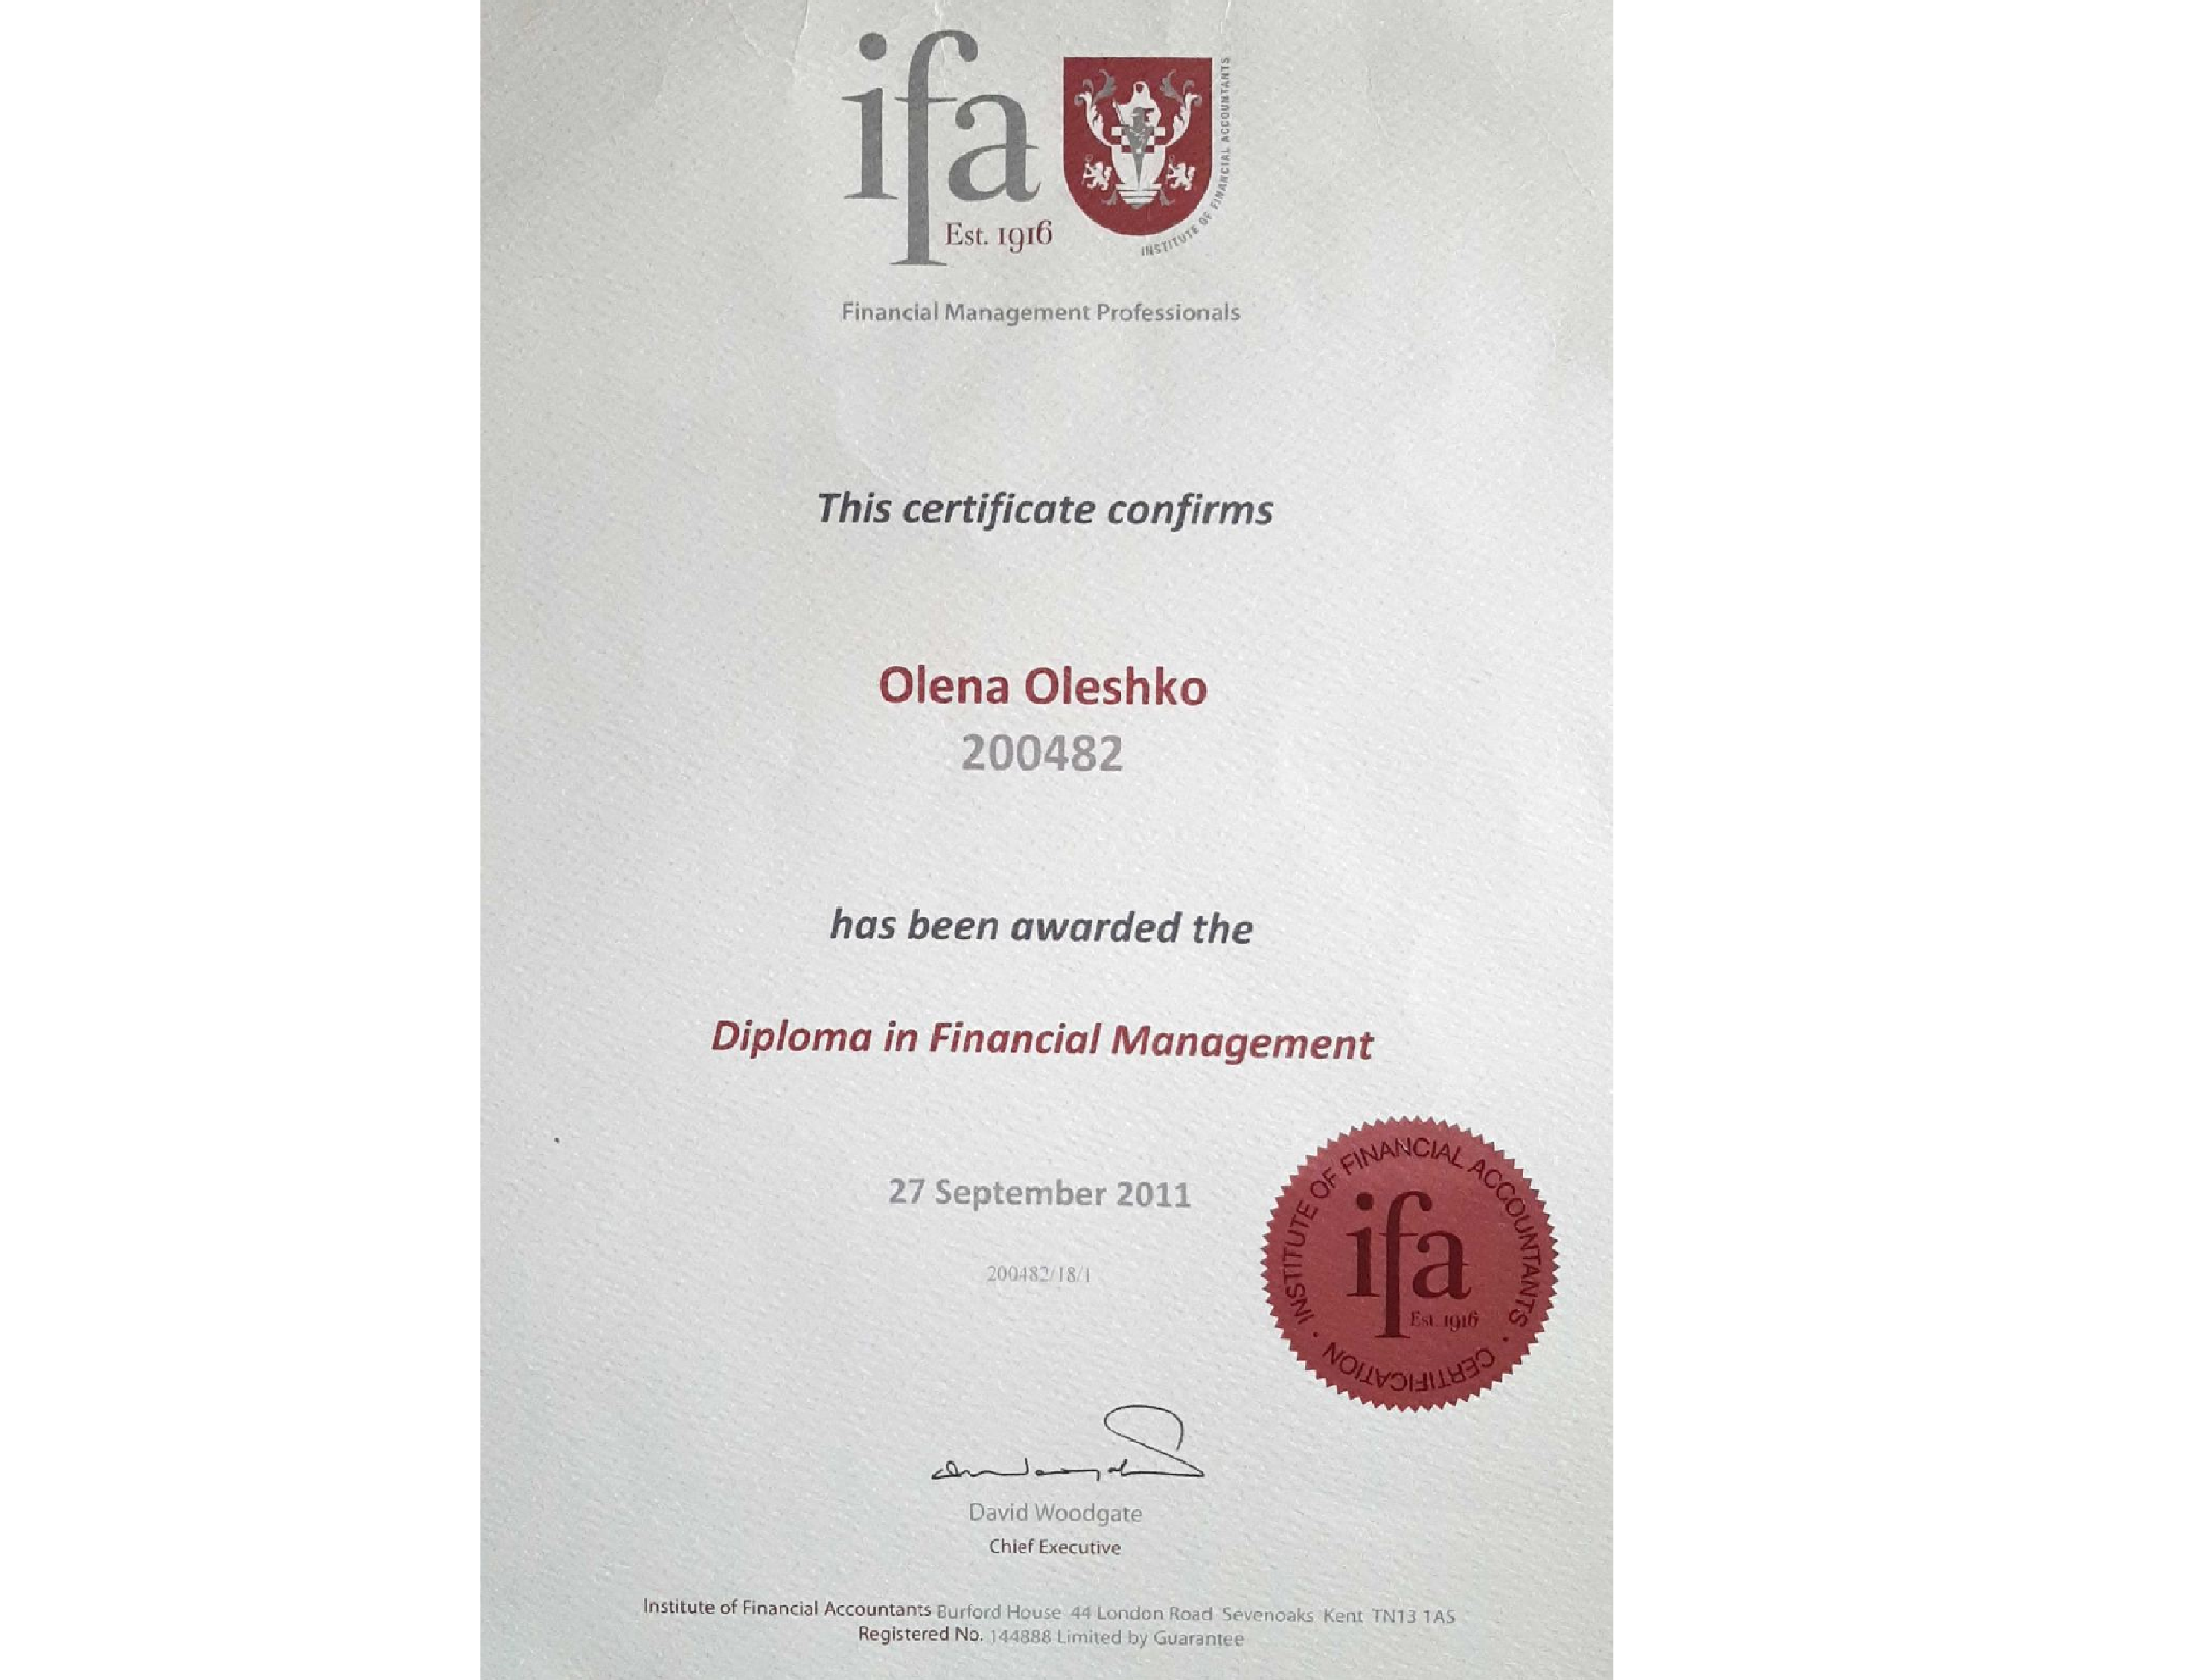 ifa
Est. 1916
INSTITUTE OF FINANCIAL ACCOUNTANTS
Financial Management Professionals
This certificate confirms
Olena Oleshko
200482
has been awarded the
Diploma in Financial Management
27 September 2011
200482/18/1
INSTITUTE OF FINANCIAL ACCOUNTANTS · CERTIFICATION ·
ifa
Est. 1916
David Woodgate
Chief Executive
Institute of Financial Accountants Burford House 44 London Road Sevenoaks Kent TN13 1AS
Registered No. 144888 Limited by Guarantee